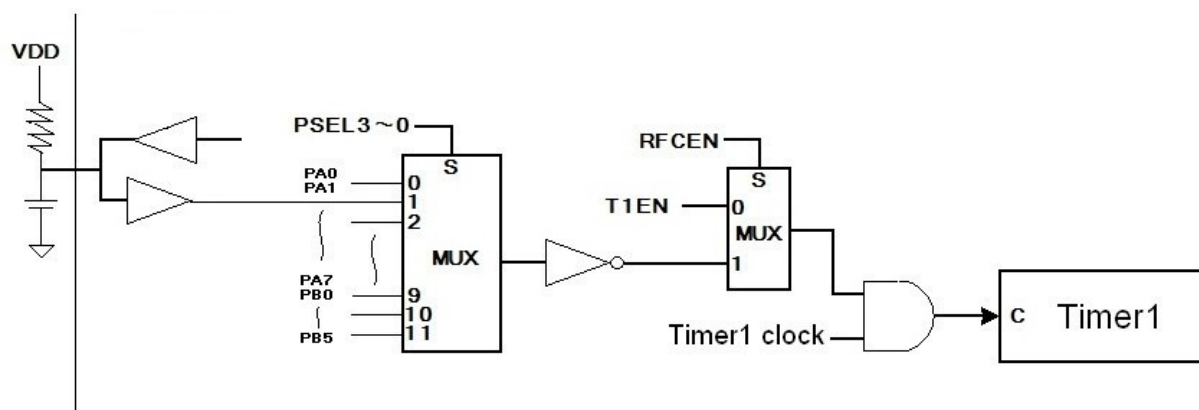 VDD
PSEL3~0
S
PA0
PA1
PA7
PB0
PB5
0
1
2
9
10
11
MUX
RFCEN
S
T1EN
0
MUX
1
Timer1 clock
C
Timer1